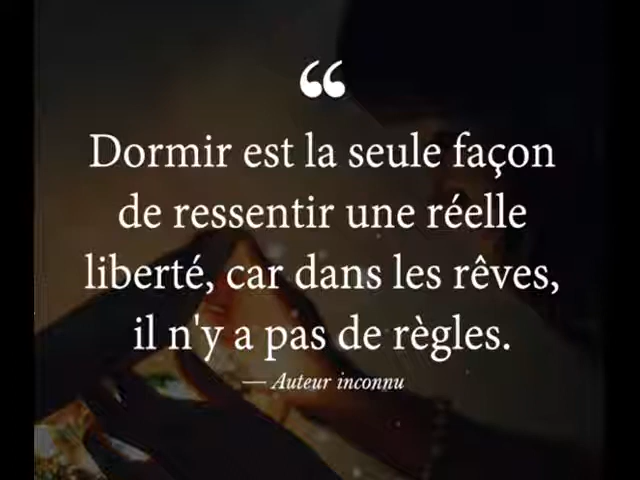 “
Dormir est la seule façon
de ressentir une réelle
liberté, car dans les rêves,
il n'y a pas de règles.
— Auteur inconnu